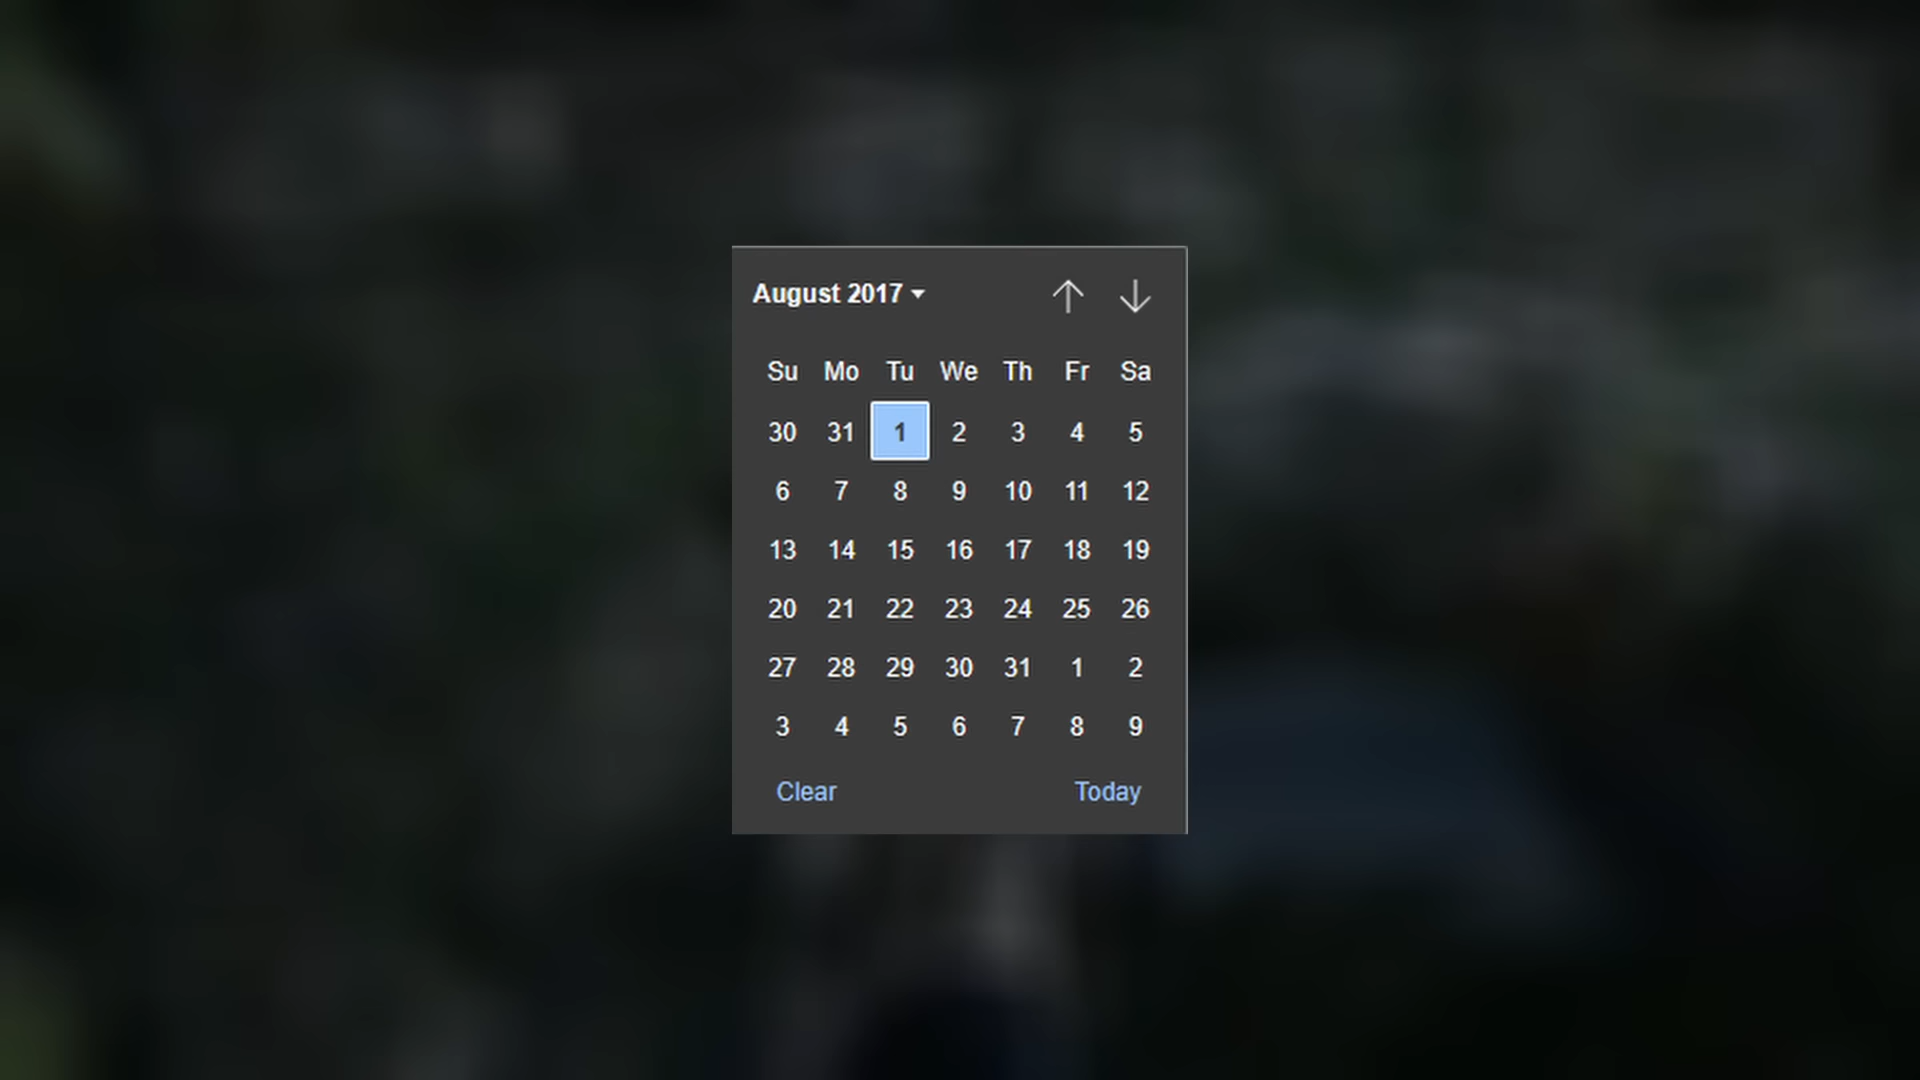 August 2017
Su Mo Tu We Th Fr Sa
30 31 1 2 3 4 5
6 7 8 9 10 11 12
13 14 15 16 17 18 19
20 21 22 23 24 25 26
27 28 29 30 31 1 2
3 4 5 6 7 8 9
Clear Today